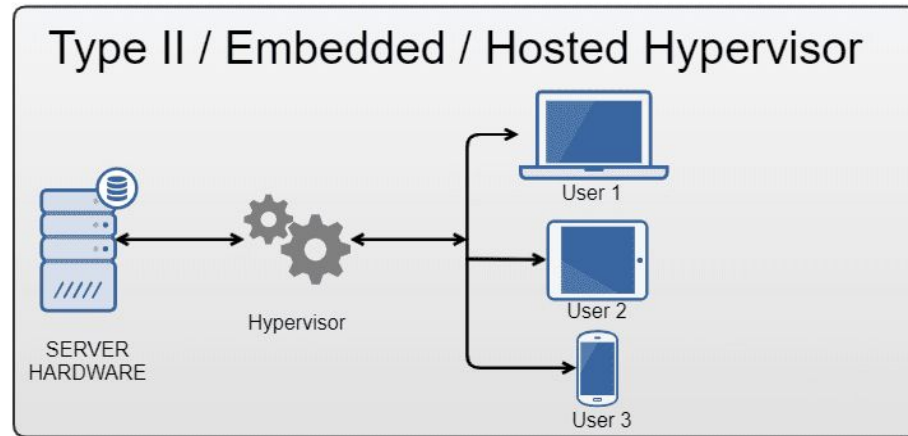 Type II / Embedded / Hosted Hypervisor
User 1
User 2
Hypervisor
SERVER
HARDWARE
User 3